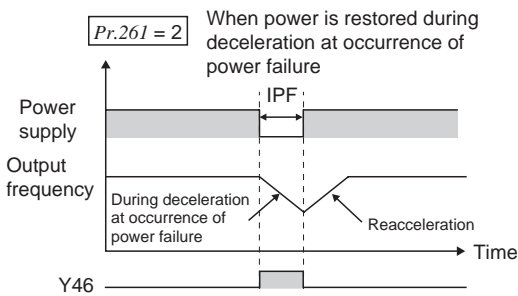 Pr.261 = 2
When power is restored during
deceleration at occurrence of
power failure
IPF
Power
supply
Output
frequency
During deceleration
at occurrence of
power failure
Reacceleration
Time
Y46